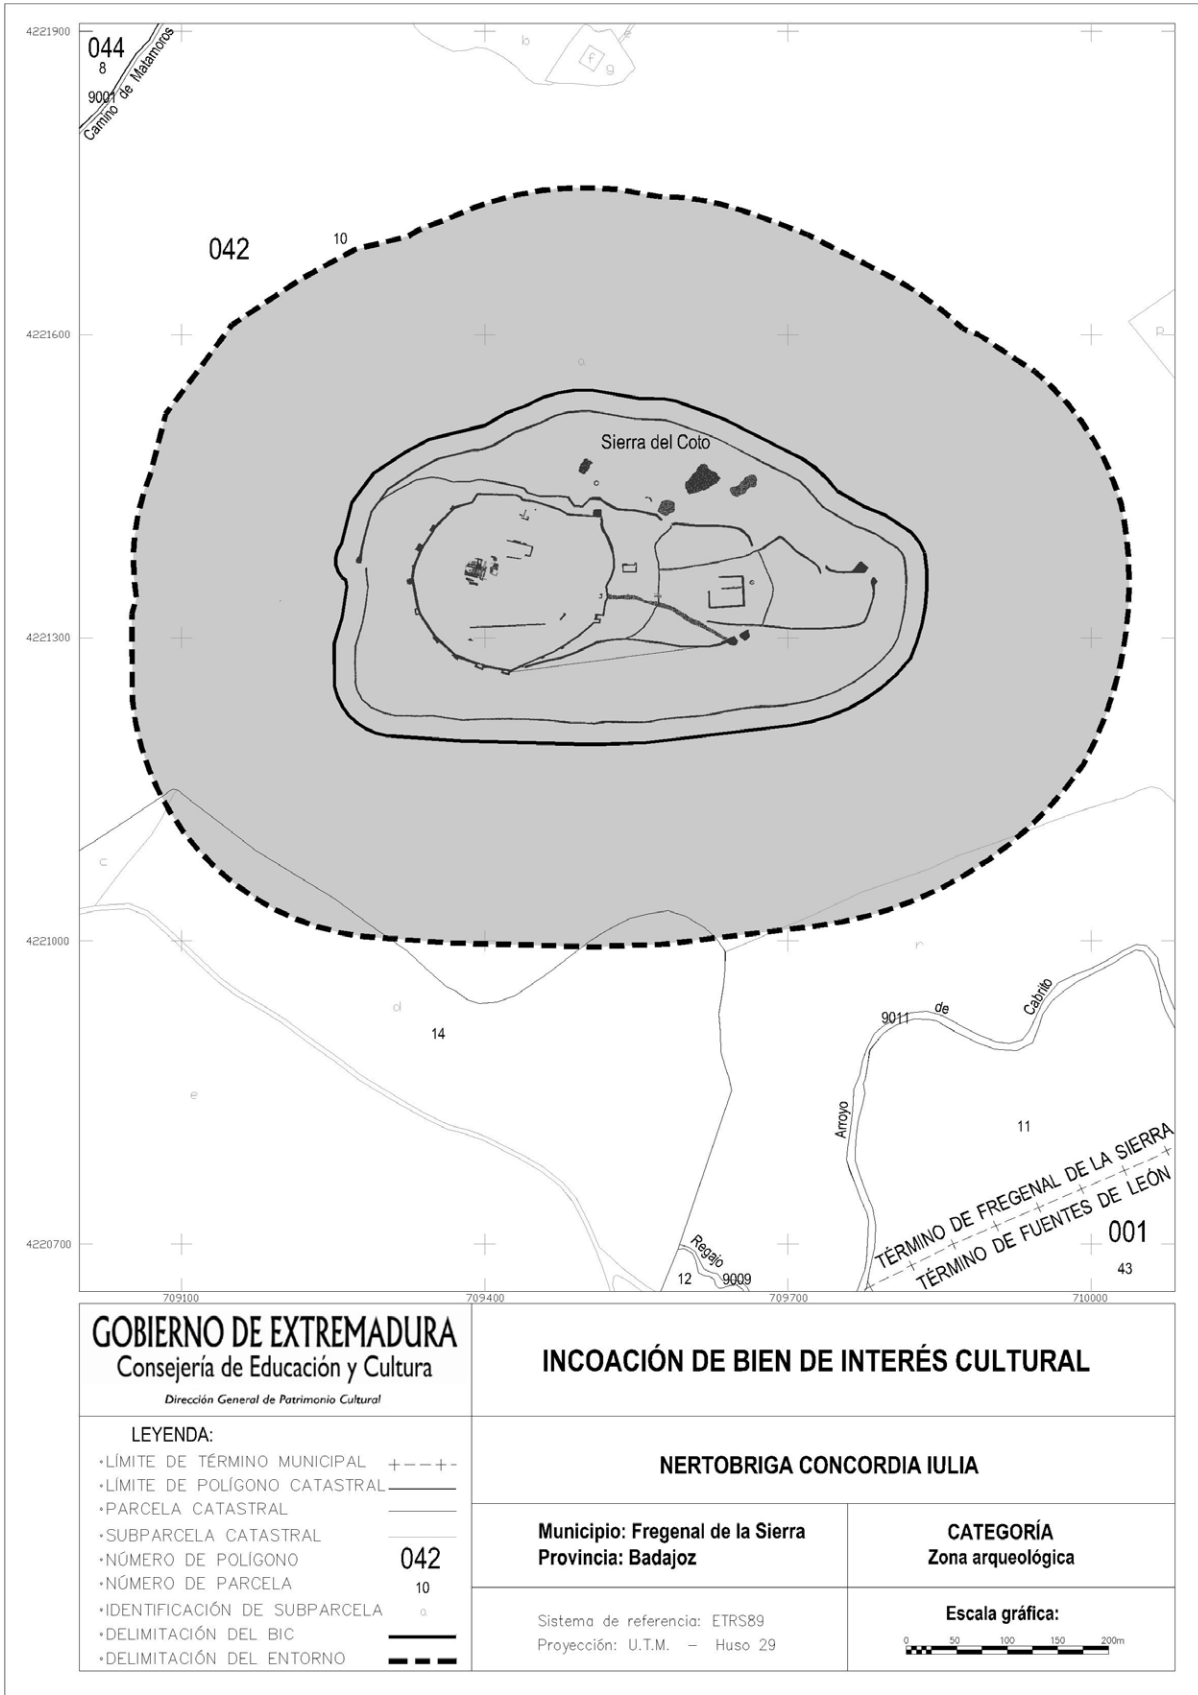 4221900
044
8
9001
Camino de Matamoros
b
e
f
g
042
10
4221600
p
a
Sierra del Coto
4221300
c
4221000
n
d
14
9011
de
Cabrito
e
Arroyo
11
TÉRMINO DE FREGENAL DE LA SIERRA
TÉRMINO DE FUENTES DE LEÓN
001
43
4220700
Regajo
12
9009
709100
709400
709700
710000
GOBIERNO DE EXTREMADURA
Consejería de Educación y Cultura
Dirección General de Patrimonio Cultural
INCOACIÓN DE BIEN DE INTERÉS CULTURAL
LEYENDA:
•LÍMITE DE TÉRMINO MUNICIPAL
•LÍMITE DE POLÍGONO CATASTRAL
•PARCELA CATASTRAL
•SUBPARCELA CATASTRAL
•NÚMERO DE POLÍGONO 042
•NÚMERO DE PARCELA 10
•IDENTIFICACIÓN DE SUBPARCELA a
•DELIMITACIÓN DEL BIC
•DELIMITACIÓN DEL ENTORNO
NERTOBRIGA CONCORDIA IULIA
Municipio: Fregenal de la Sierra
Provincia: Badajoz
CATEGORÍA
Zona arqueológica
Sistema de referencia: ETRS89
Proyección: U.T.M. – Huso 29
Escala gráfica:
0 50 100 150 200m